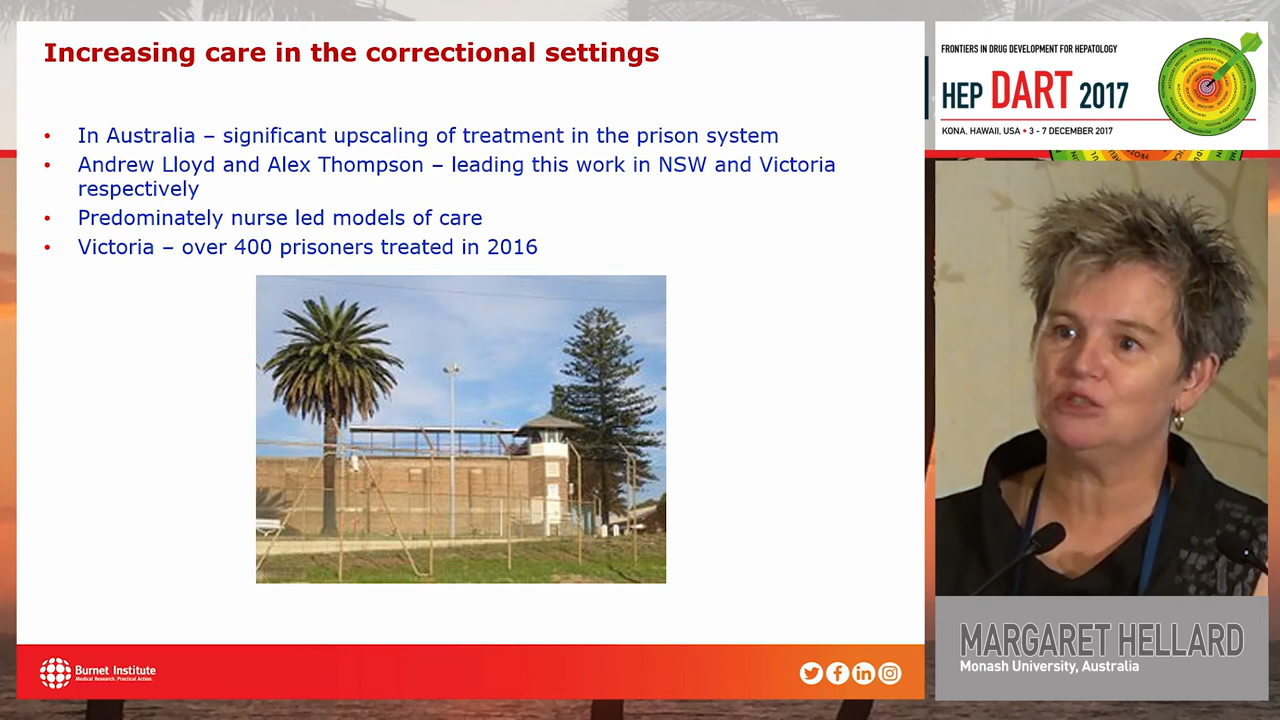 Increasing care in the correctional settings
• In Australia – significant upscaling of treatment in the prison system
• Andrew Lloyd and Alex Thompson – leading this work in NSW and Victoria
respectively
• Predominately nurse led models of care
• Victoria – over 400 prisoners treated in 2016
Burnet Institute
Medical Research. Practical Action.
FRONTIERS IN DRUG DEVELOPMENT FOR HEPATOLOGY
HEP DART 2017
KONA, HAWAII, USA • 3 - 7 DECEMBER 2017
MARGARET HELLARD
Monash University, Australia